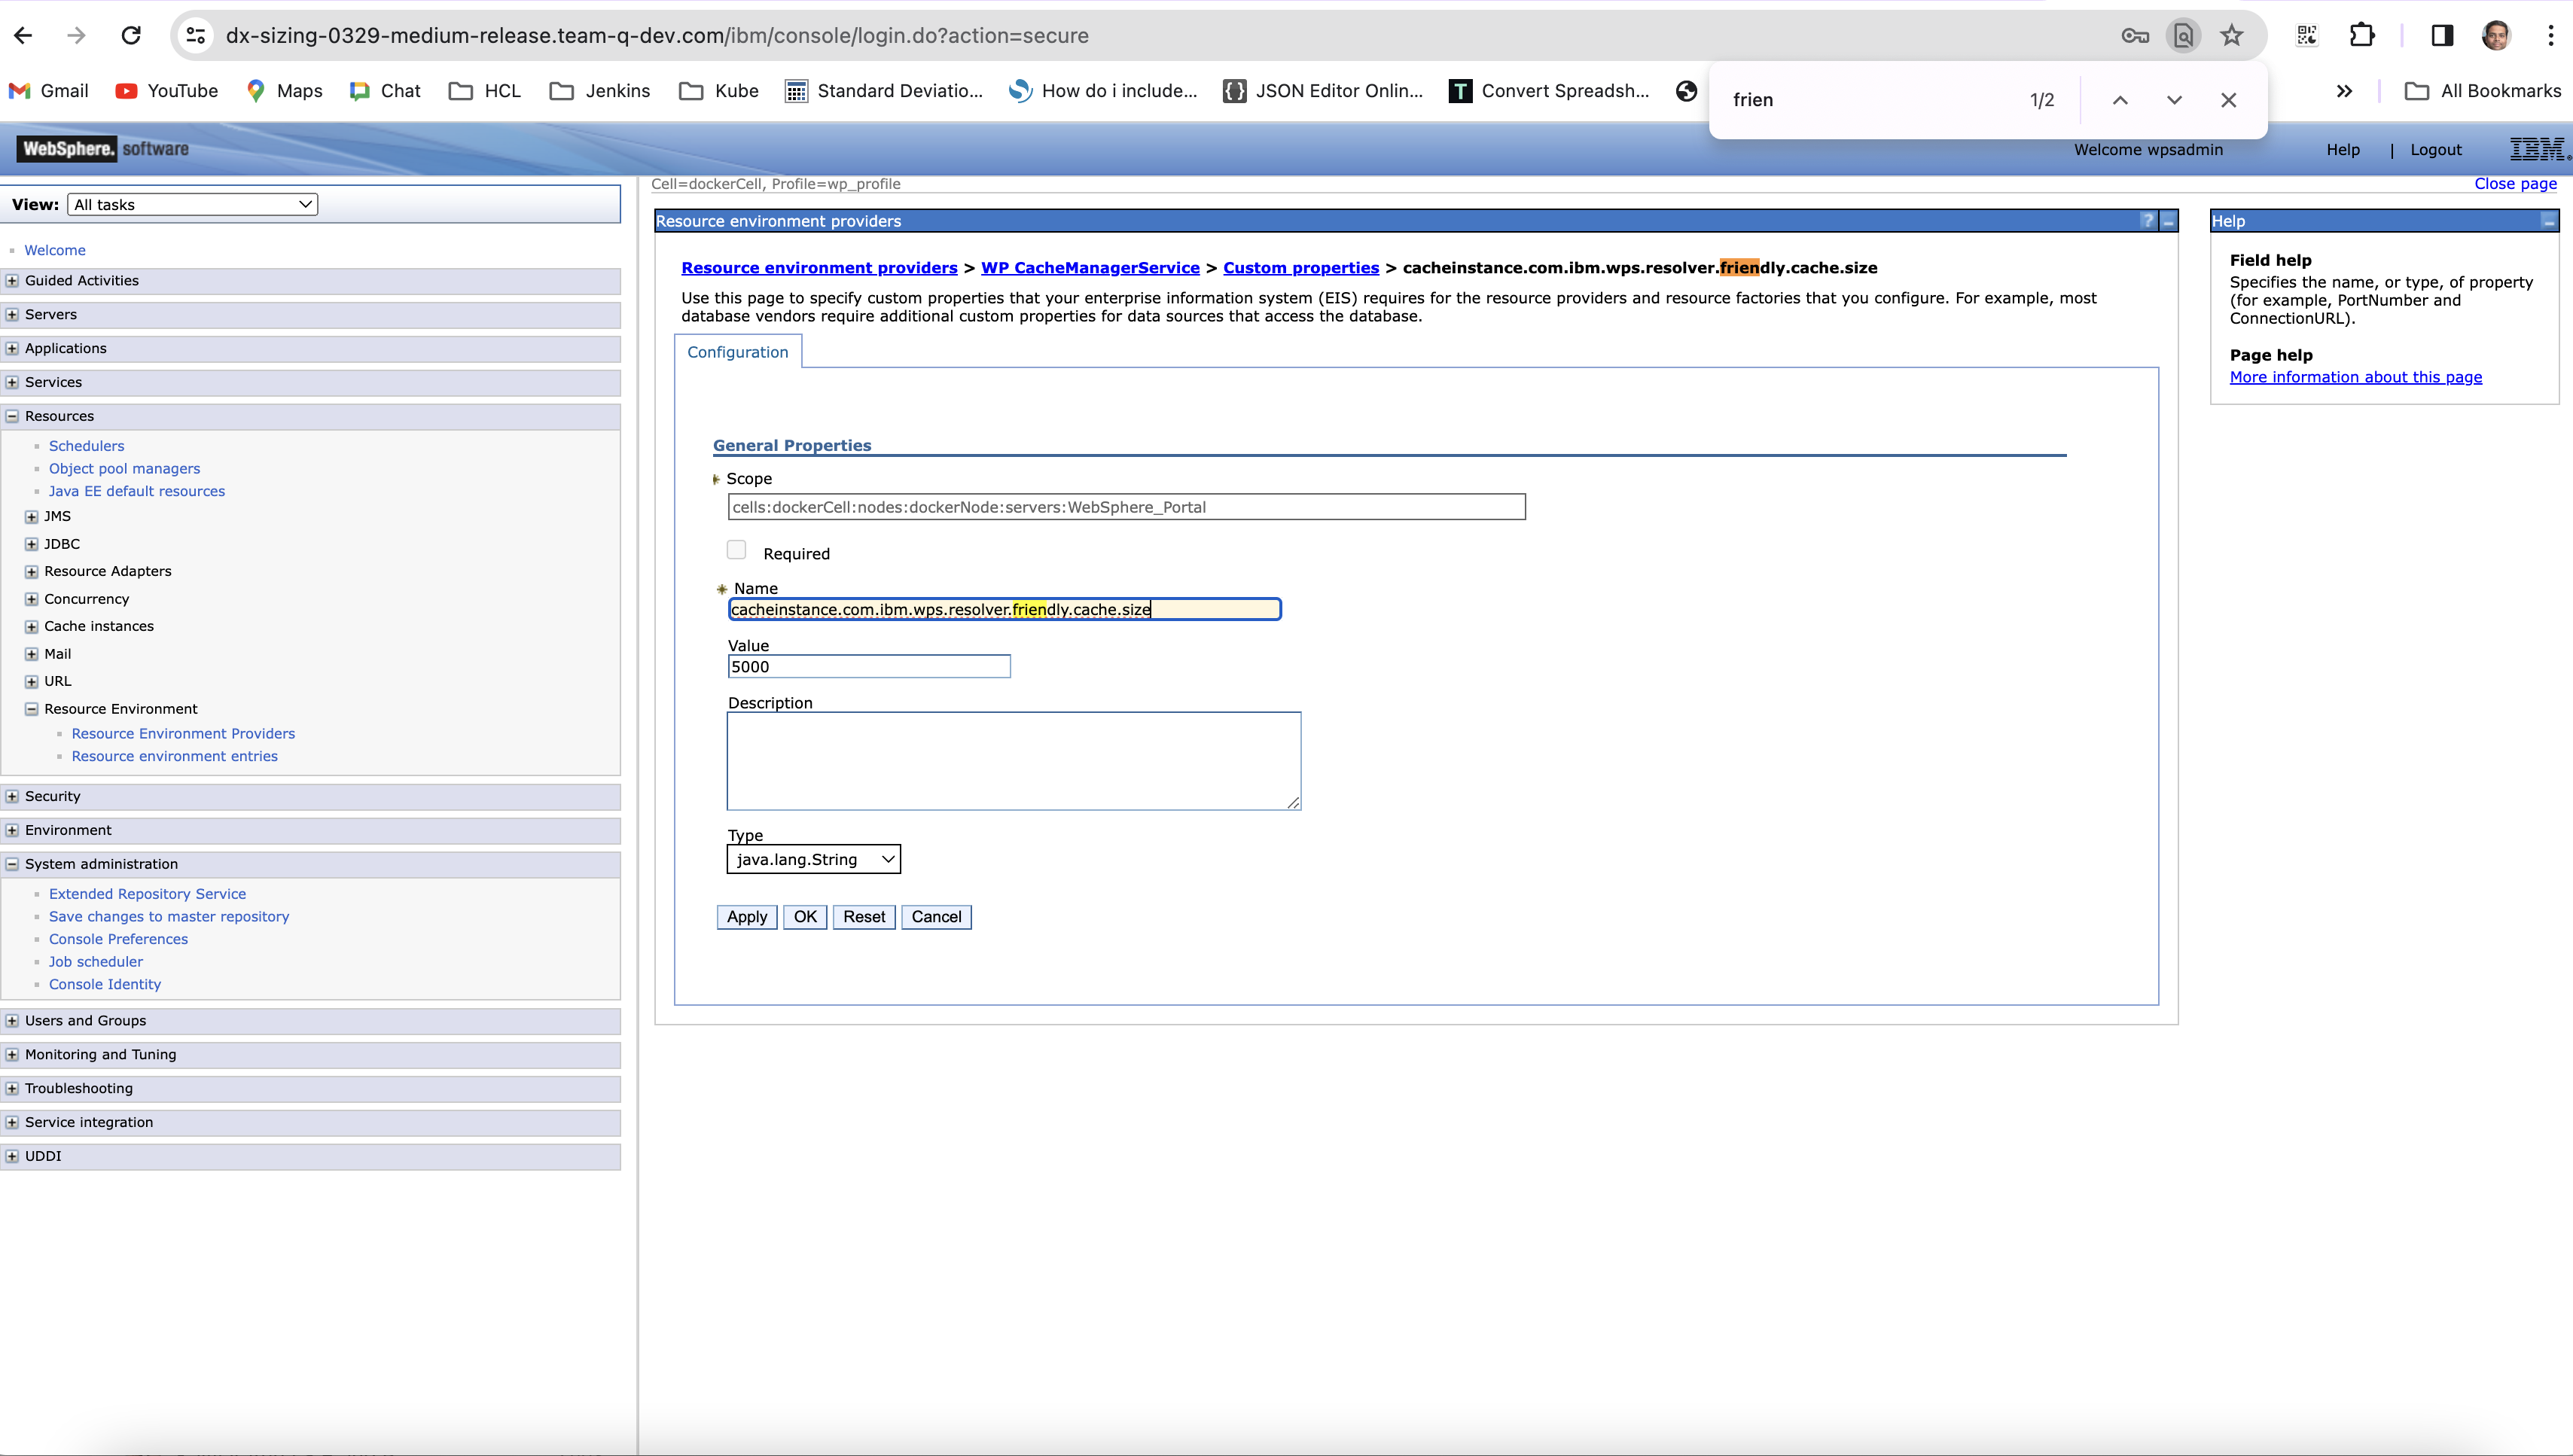 dx-sizing-0329-medium-release.team-q-dev.com/ibm/console/login.do?action=secure
Gmail YouTube Maps Chat HCL Jenkins Kube Standard Deviatio... How do i include... JSON Editor Onlin... T Convert Spreadsh... » All Bookmarks
frien 1/2
WebSphere. software
Welcome wpsadmin Help | Logout IBM.
View: All tasks
Welcome
Guided Activities
Servers
Applications
Services
Resources
Schedulers
Object pool managers
Java EE default resources
JMS
JDBC
Resource Adapters
Concurrency
Cache instances
Mail
URL
Resource Environment
Resource Environment Providers
Resource environment entries
Security
Environment
System administration
Extended Repository Service
Save changes to master repository
Console Preferences
Job scheduler
Console Identity
Users and Groups
Monitoring and Tuning
Troubleshooting
Service integration
UDDI
Cell=dockerCell, Profile=wp_profile
Close page
Resource environment providers ? –
Resource environment providers > WP CacheManagerService > Custom properties > cacheinstance.com.ibm.wps.resolver.friendly.cache.size
Use this page to specify custom properties that your enterprise information system (EIS) requires for the resource providers and resource factories that you configure. For example, most
database vendors require additional custom properties for data sources that access the database.
Configuration
General Properties
Scope
cells:dockerCell:nodes:dockerNode:servers:WebSphere_Portal
Required
Name
cacheinstance.com.ibm.wps.resolver.friendly.cache.size
Value
5000
Description
Type
java.lang.String
Apply OK Reset Cancel
Help
Field help
Specifies the name, or type, of property
(for example, PortNumber and
ConnectionURL).
Page help
More information about this page